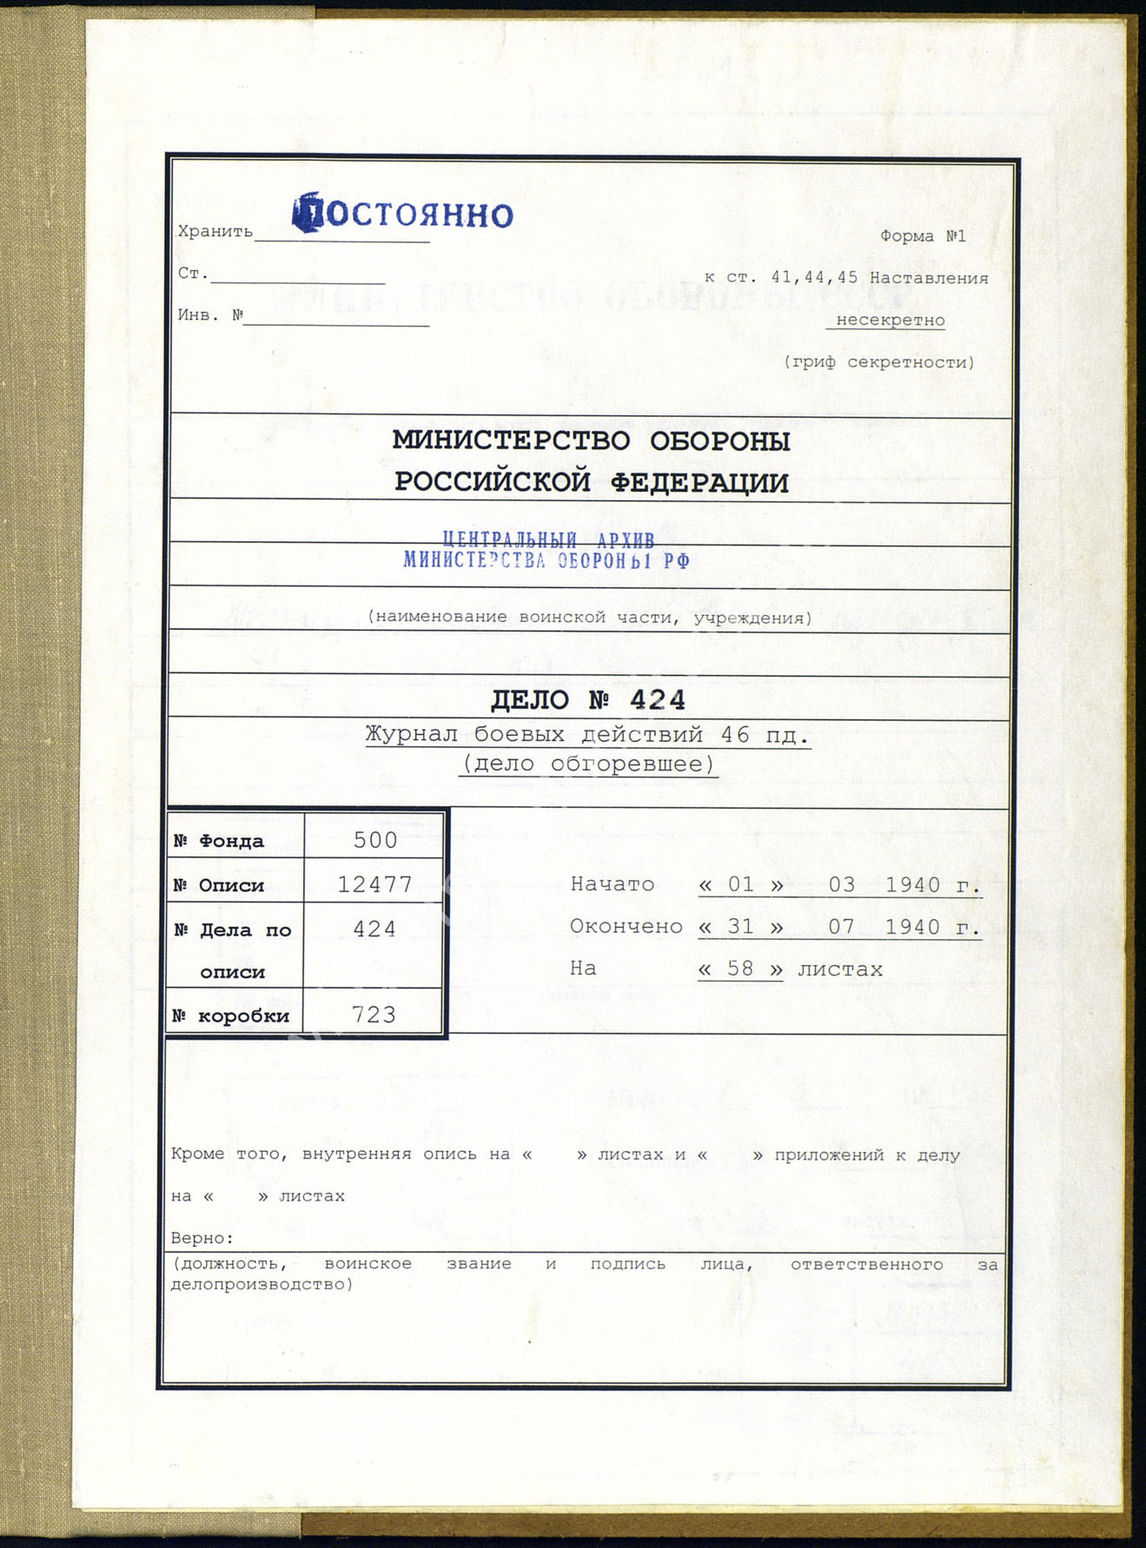 Хранить ПОСТОЯННО
Форма №1
Ст.
к ст. 41,44,45 Наставления
Инв. №
несекретно
(гриф секретности)
МИНИСТЕРСТВО ОБОРОНЫ
РОССИЙСКОЙ ФЕДЕРАЦИИ
ЦЕНТРАЛЬНЫЙ АРХИВ
МИНИСТЕРСТВА ОБОРОНЫ РФ
(наименование воинской части, учреждения)
ДЕЛО № 424
Журнал боевых действий 46 пд.
(дело обгоревшее)
№ Фонда 500
№ Описи 12477
№ Дела по описи 424
№ коробки 723
Начато « 01 » 03 1940 г.
Окончено « 31 » 07 1940 г.
На « 58 » листах
Кроме того, внутренняя опись на « » листах и « » приложений к делу
на « » листах
Верно:
(должность, воинское звание и подпись лица, ответственного за
делопроизводство)